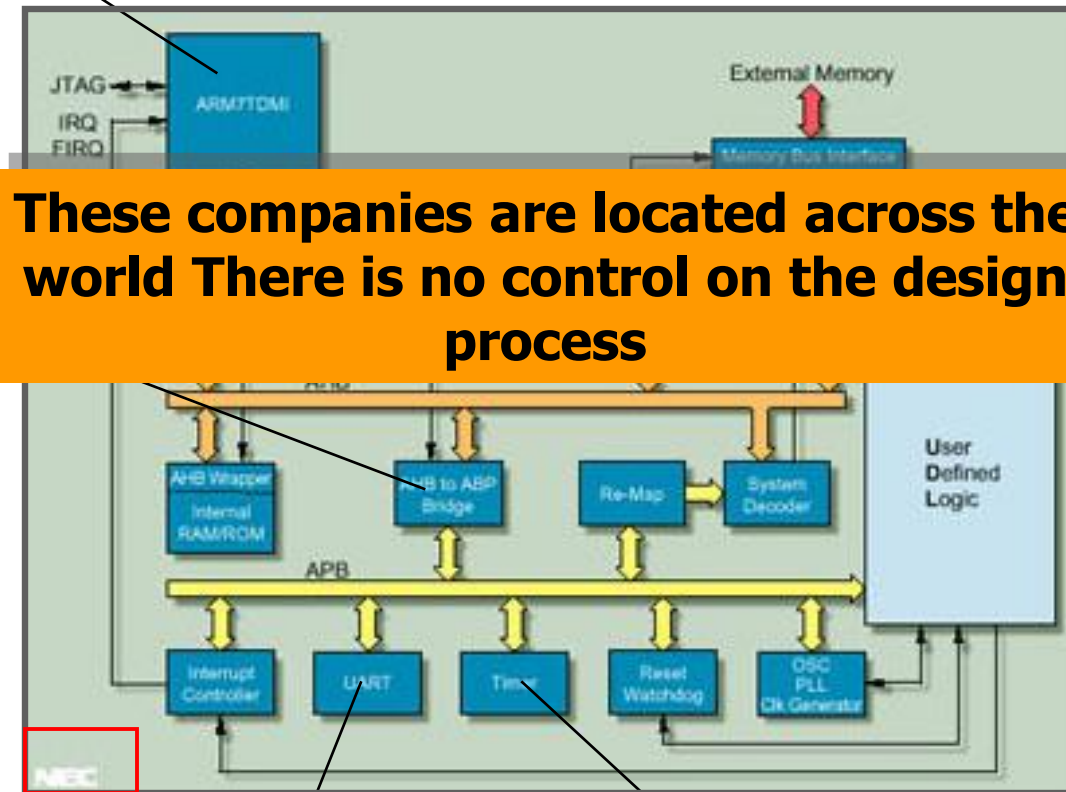 JTAG
ARM7TDMI
IRQ
FIRQ
External Memory
Memory Bus Interface
These companies are located across the
world There is no control on the design
process
AHB Wrapper
Internal
RAM/ROM
AHB to ABP
Bridge
Re-Map
System
Decoder
User
Defined
Logic
APB
Interrupt
Controller
UART
Timer
Reset
Watchdog
OSC
PLL
Clk Generator
NEC